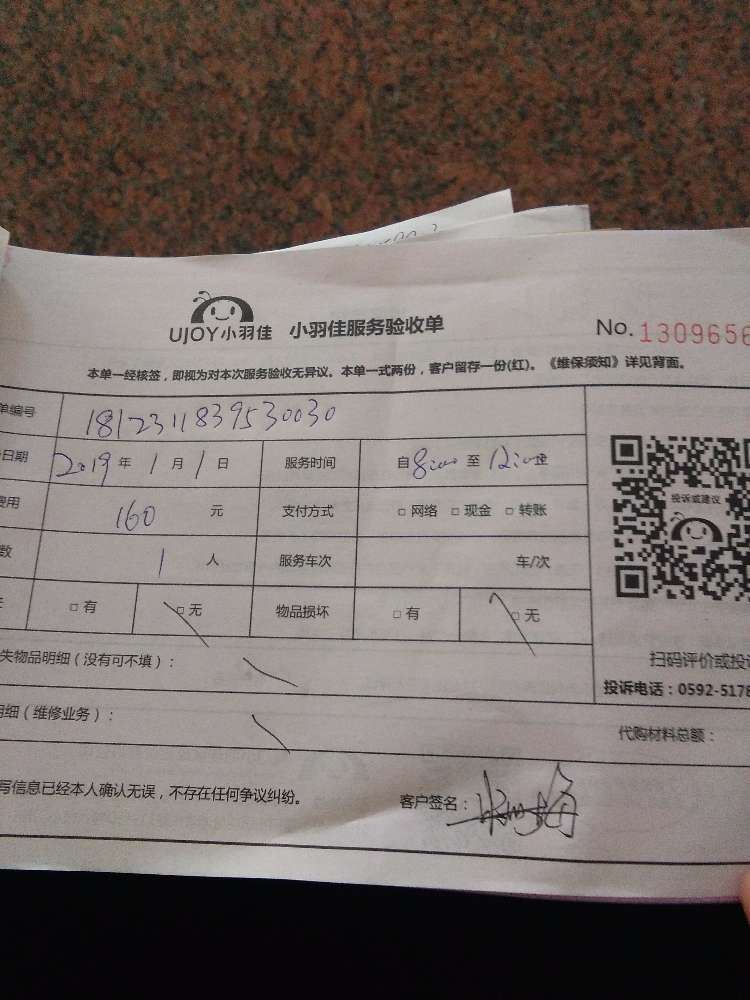 UJOY小羽佳 小羽佳服务验收单 No. 1309656
本单一经核签，即视为对本次服务验收无异议。本单一式两份，客户留存一份(红)。《维保须知》详见背面。
单编号 1812311839530030
日期 2019 年 1 月 1 日 服务时间 自 8:00 至 12:00
费用 160 元 支付方式 □ 网络 □ 现金 □ 转账
数 1 人 服务车次 车/次
□ 有 □ 无 物品损坏 □ 有 □ 无
投诉或建议
失物品明细（没有可不填）：
扫码评价或投诉
投诉电话：0592-5178
明细（维修业务）： 代购材料总额：
写信息已经本人确认无误，不存在任何争议纠纷。 客户签名：